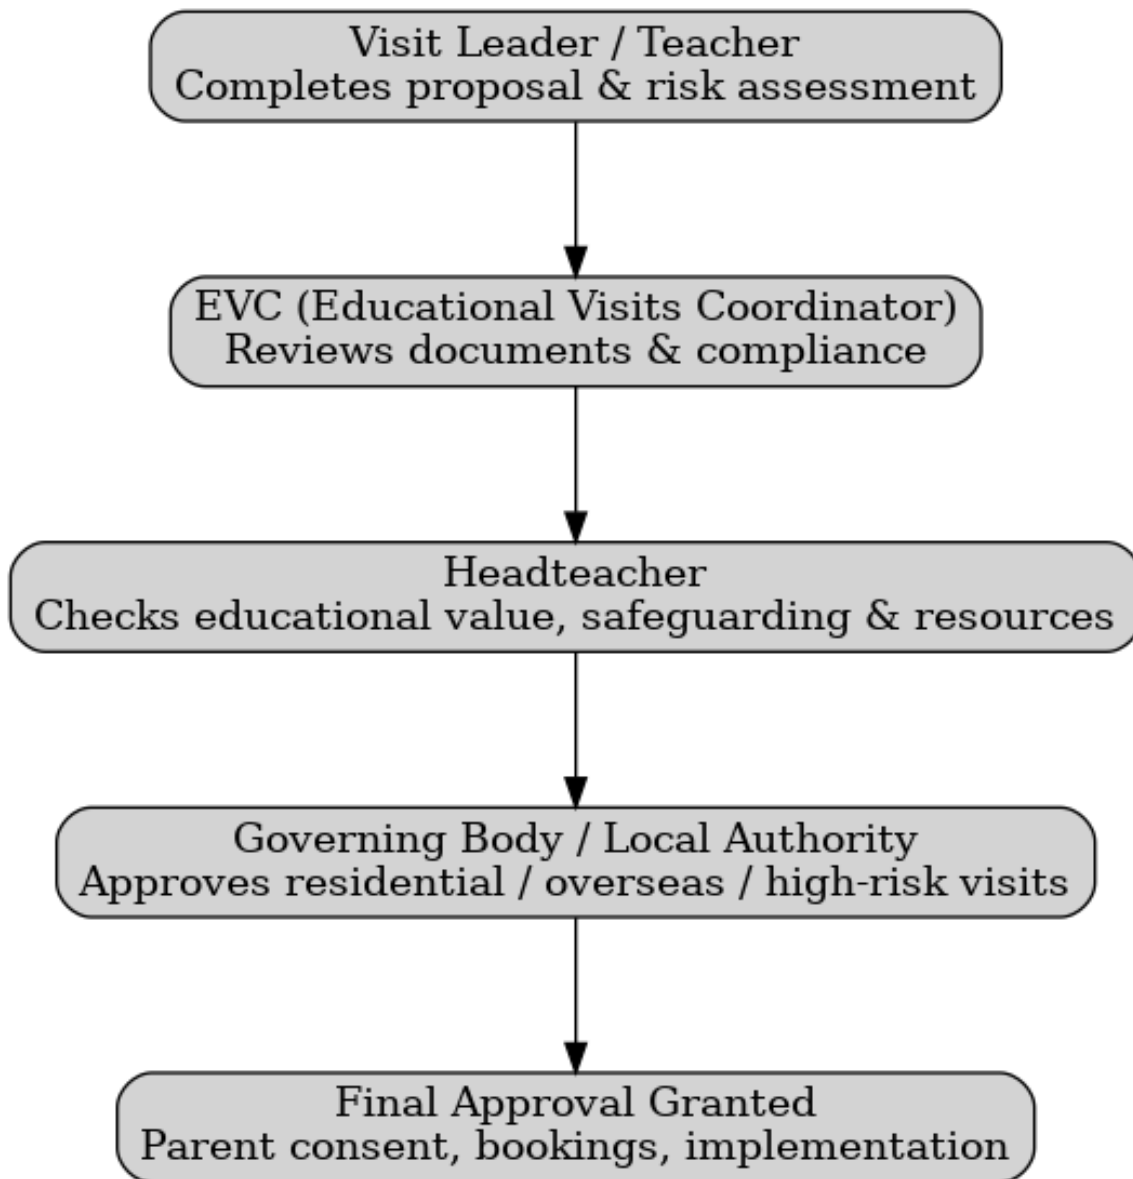 Visit Leader / Teacher
Completes proposal & risk assessment
EVC (Educational Visits Coordinator)
Reviews documents & compliance
Headteacher
Checks educational value, safeguarding & resources
Governing Body / Local Authority
Approves residential / overseas / high-risk visits
Final Approval Granted
Parent consent, bookings, implementation